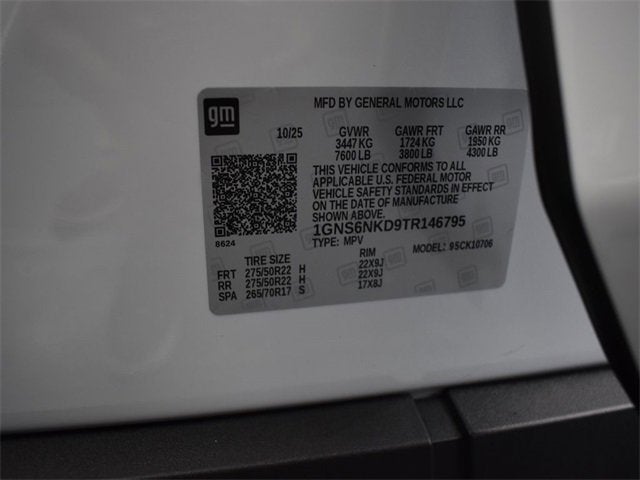 gm
MFD BY GENERAL MOTORS LLC
10/25 GVWR GAWR FRT GAWR RR
3447 KG 1724 KG 1950 KG
7600 LB 3800 LB 4300 LB
THIS VEHICLE CONFORMS TO ALL
APPLICABLE U.S. FEDERAL MOTOR
VEHICLE SAFETY STANDARDS IN EFFECT
ON THE DATE OF MANUFACTURE
SHOWN ABOVE.
1GNS6NKD9TR146795
8624
TYPE: MPV MODEL: 95CK10706
TIRE SIZE RIM
FRT 275/50R22 H 22X9J
RR 275/50R22 H 22X9J
SPA 265/70R17 S 17X8J